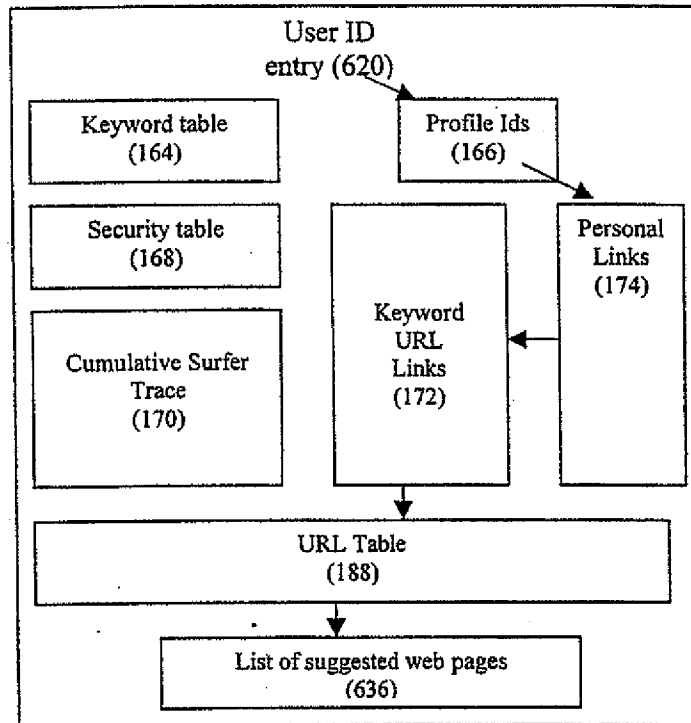 User ID
entry (620)
Keyword table
(164)
Profile Ids
(166)
Security table
(168)
Personal
Links
(174)
Keyword
URL
Links
(172)
Cumulative Surfer
Trace
(170)
URL Table
(188)
List of suggested web pages
(636)